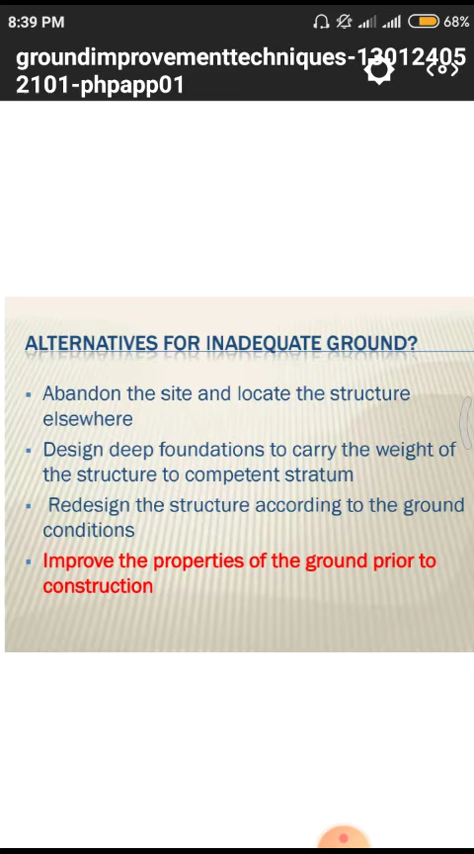 8:39 PM
68%
groundimprovementtechniques-13012405
2101-phpapp01
ALTERNATIVES FOR INADEQUATE GROUND?
▪ Abandon the site and locate the structure
elsewhere
▪ Design deep foundations to carry the weight of
the structure to competent stratum
▪ Redesign the structure according to the ground
conditions
▪ Improve the properties of the ground prior to
construction